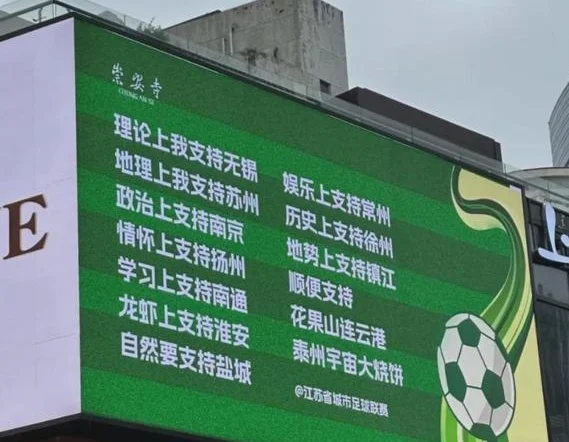 E
崇安寺
CHONG AN SI
理论上我支持无锡
地理上我支持苏州
政治上支持南京
情怀上支持扬州
学习上支持南通
龙虾上支持淮安
自然要支持盐城
娱乐上支持常州
历史上支持徐州
地势上支持镇江
顺便支持
花果山连云港
泰州宇宙大烧饼
@江苏省城市足球联赛